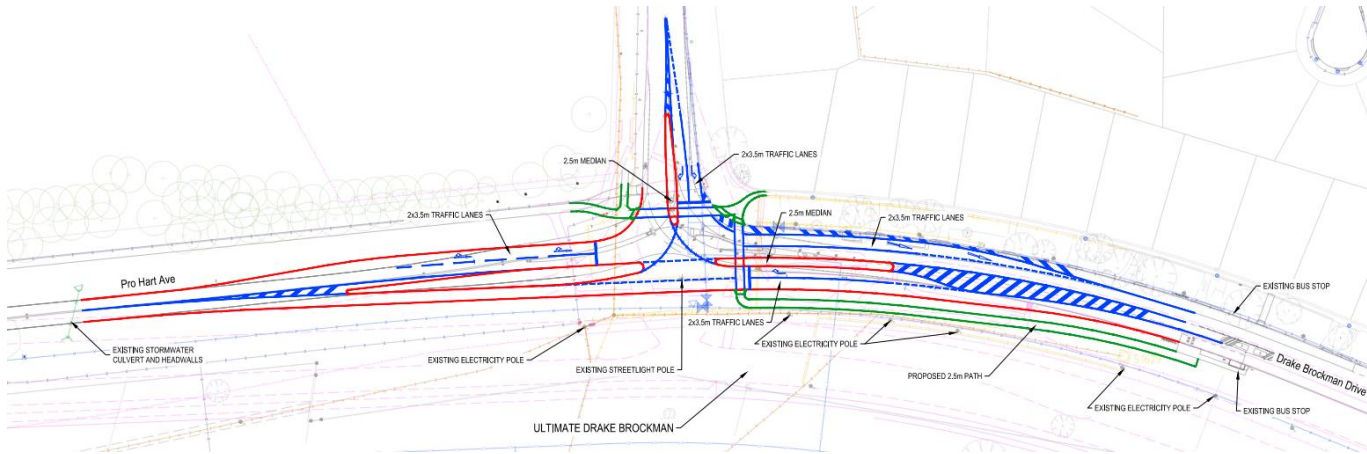 2x3.5m TRAFFIC LANES
2.5m MEDIAN
2x3.5m TRAFFIC LANES
2.5m MEDIAN
2x3.5m TRAFFIC LANES
Pro Hart Ave
EXISTING BUS STOP
EXISTING STORMWATER
CULVERT AND HEADWALLS
EXISTING ELECTRICITY POLE
EXISTING STREETLIGHT POLE
2x3.5m TRAFFIC LANES
EXISTING ELECTRICITY POLE
PROPOSED 2.5m PATH
Drake Brockman Drive
EXISTING ELECTRICITY POLE
EXISTING BUS STOP
ULTIMATE DRAKE BROCKMAN